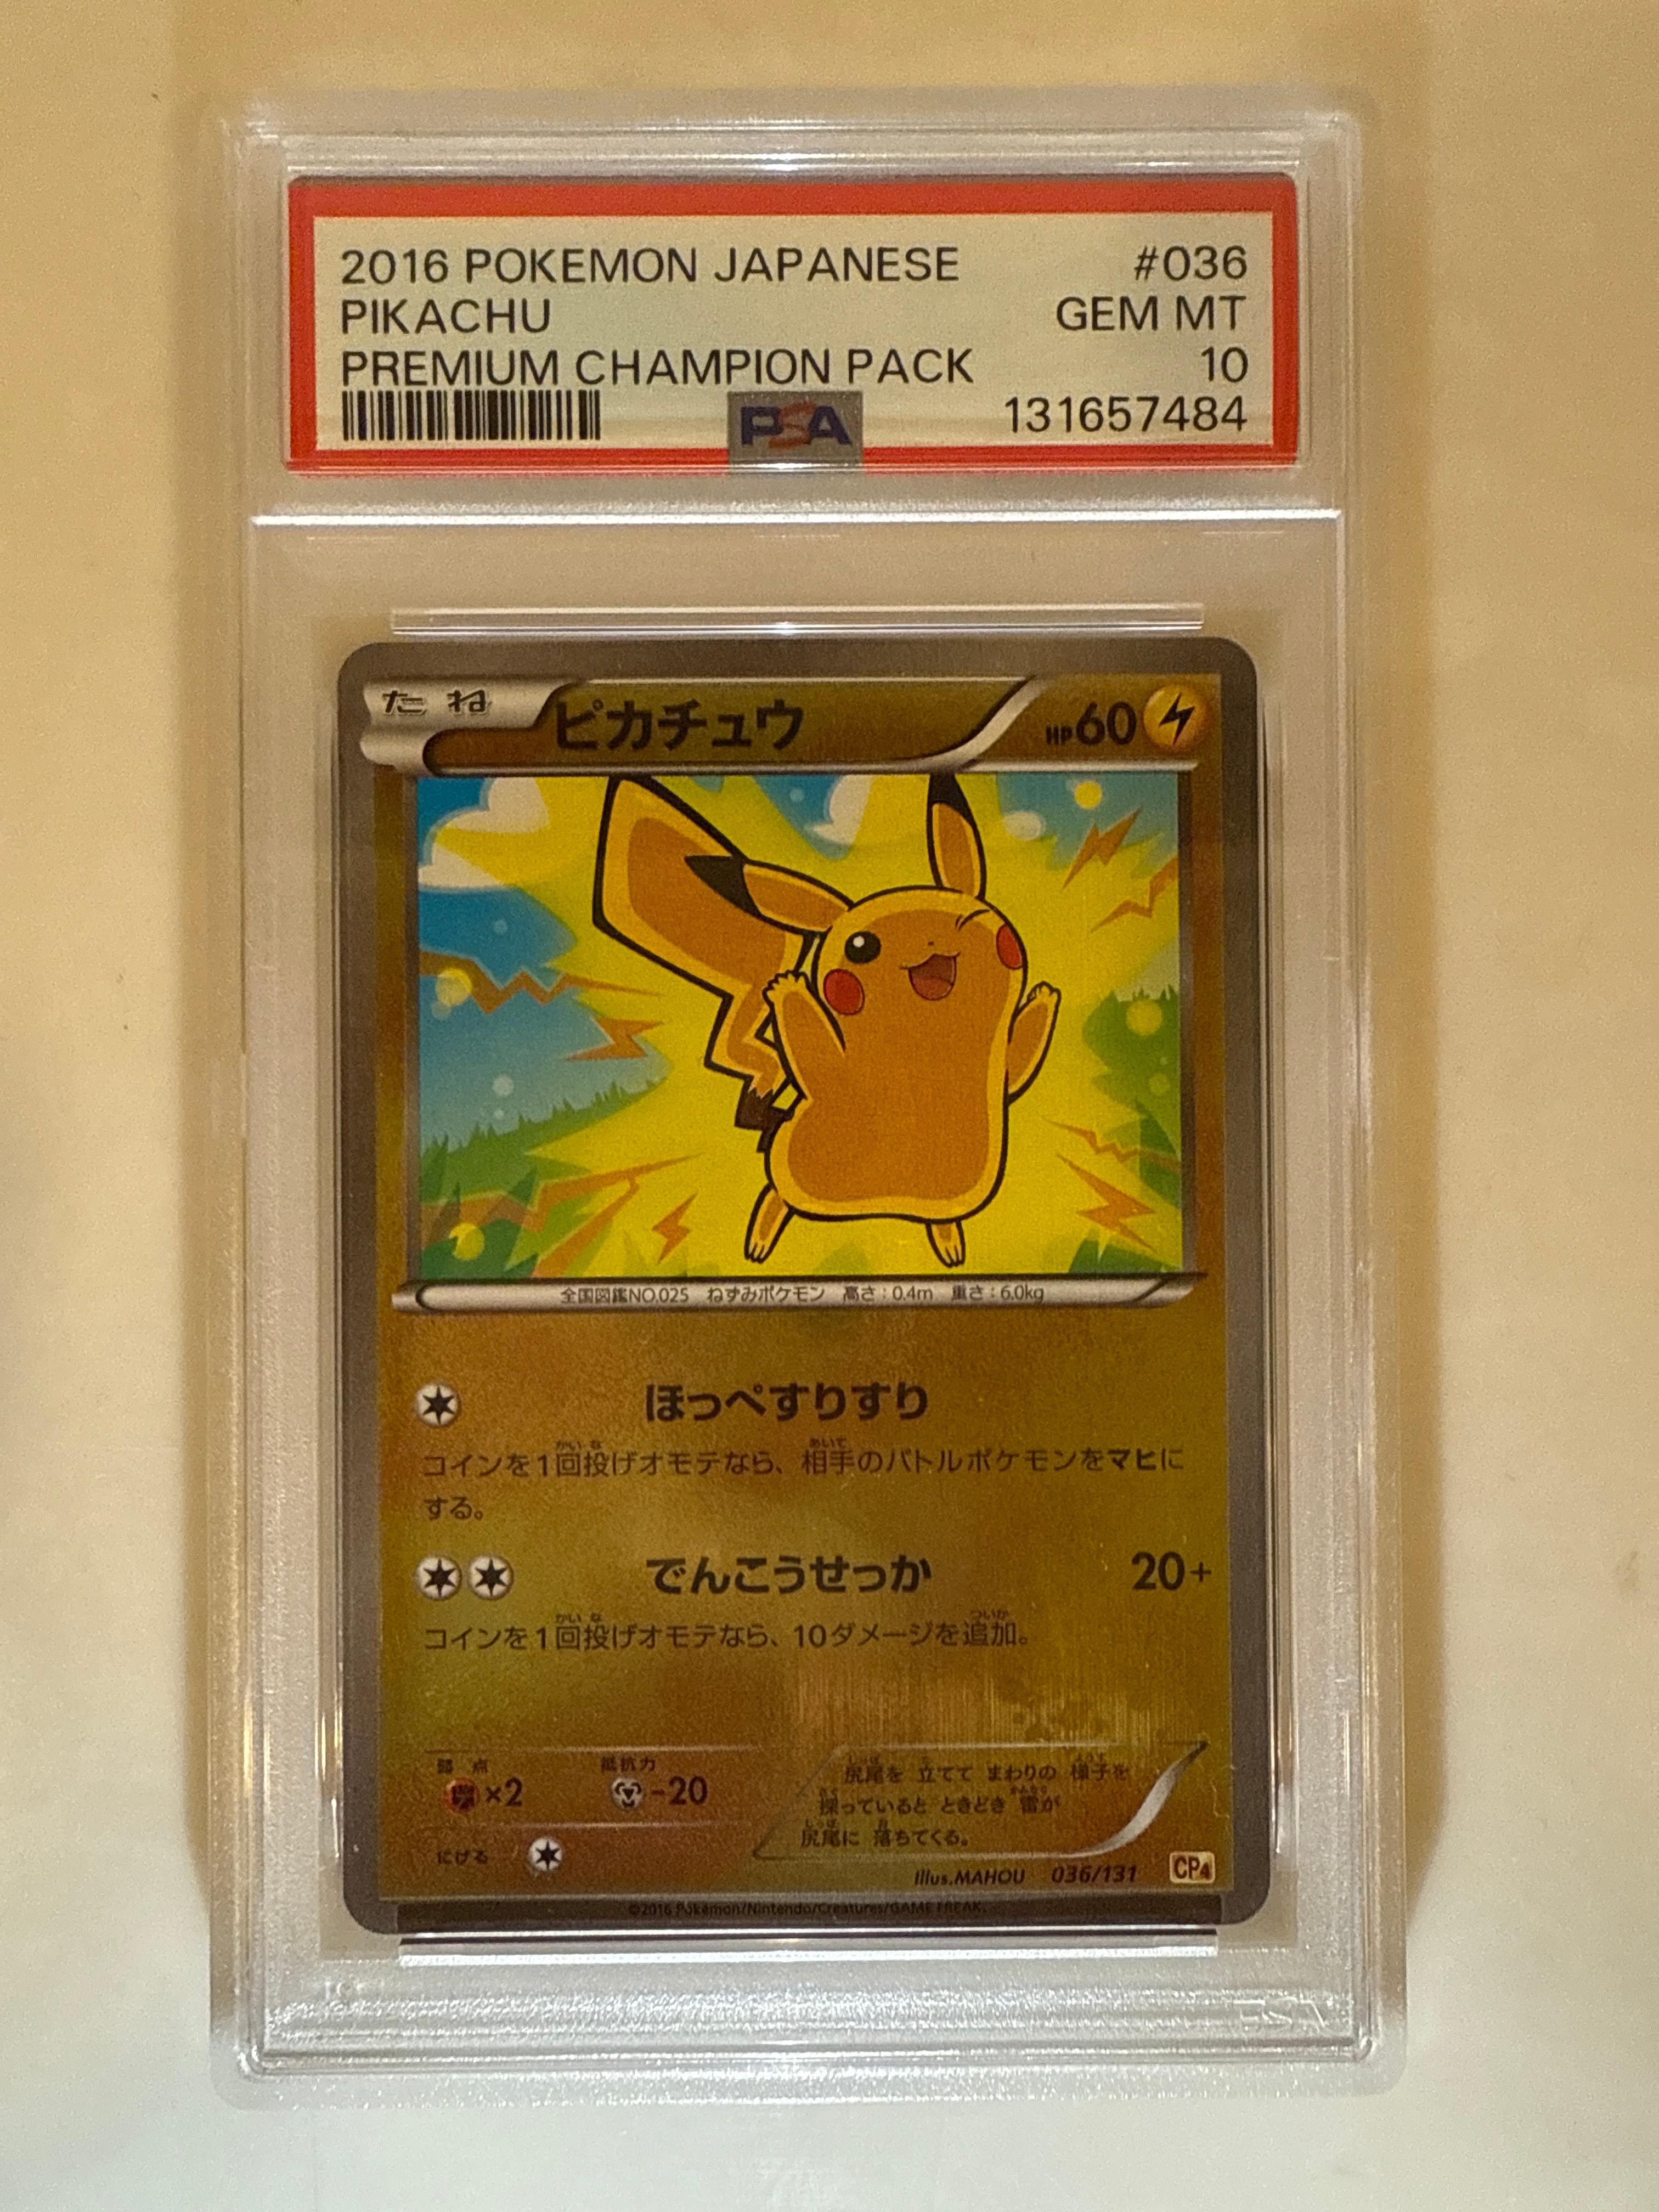 2016 POKEMON JAPANESE #036
PIKACHU GEM MT
PREMIUM CHAMPION PACK 10
PSA 131657484
たね ピカチュウ HP60
全国図鑑NO.025 ねずみポケモン 高さ:0.4m 重さ:6.0kg
ほっぺすりすり
コインを1回投げオモテなら、相手のバトルポケモンをマヒに
する。
でんこうせっか 20+
コインを1回投げオモテなら、10ダメージを追加。
弱点 抵抗力
×2 -20
にげる
尻尾を 立てて まわりの 様子を
探っていると ときどき 雷が
尻尾に 落ちてくる。
Illus.MAHOU 036/131 CP4
©2016 Pokémon/Nintendo/Creatures/GAME FREAK.
PSA